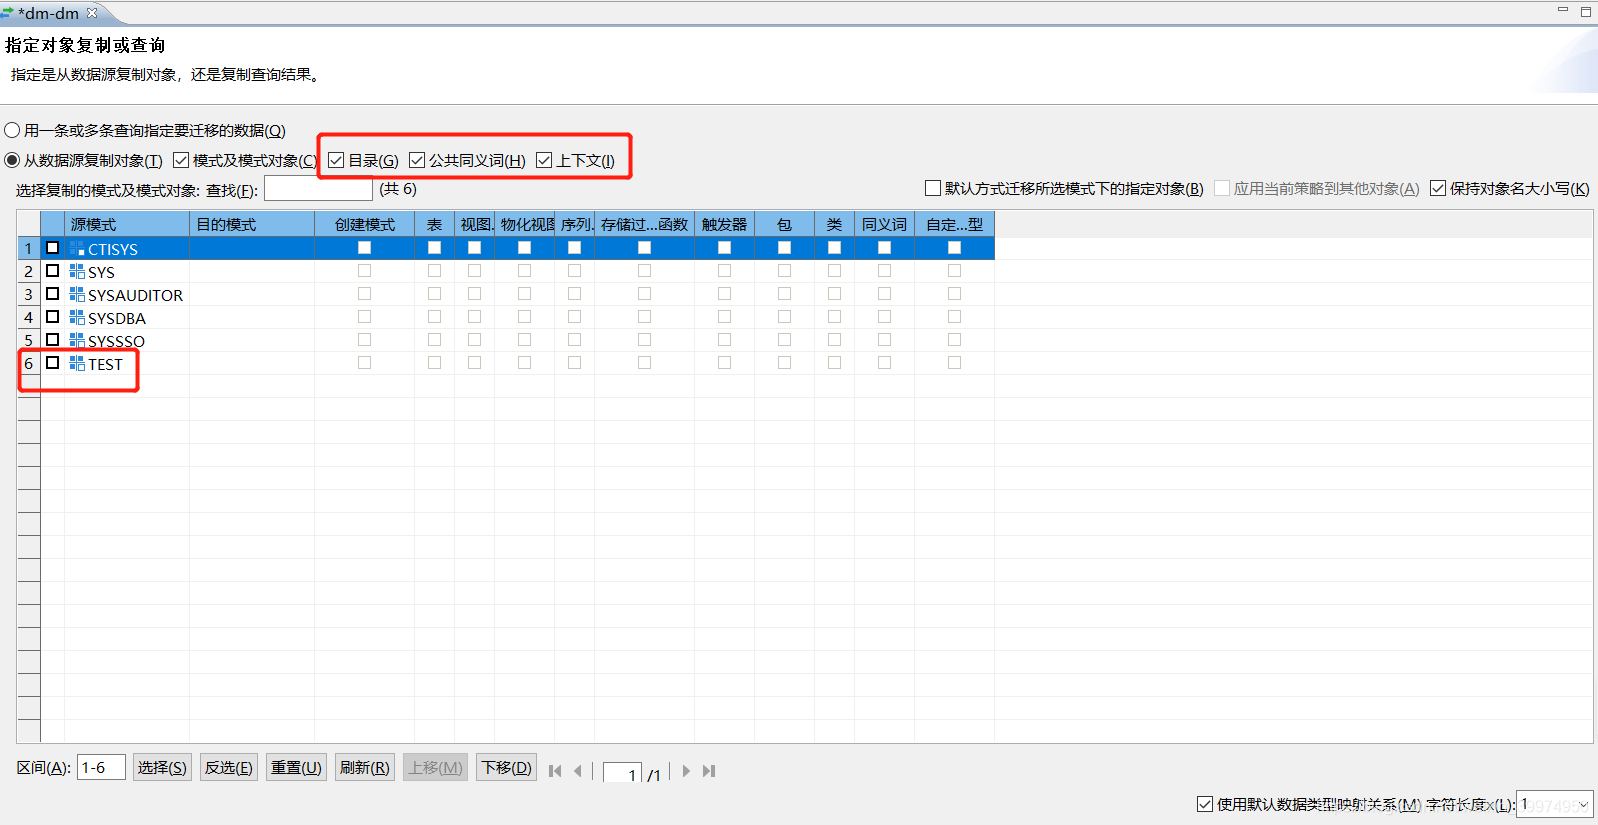 *dm-dm
指定对象复制或查询
指定是从数据源复制对象，还是复制查询结果。
用一条或多条查询指定要迁移的数据(Q)
从数据源复制对象(T) 模式及模式对象(C) 目录(G) 公共同义词(H) 上下文(I)
选择复制的模式及模式对象: 查找(F): (共 6) 默认方式迁移所选模式下的指定对象(B) 应用当前策略到其他对象(A) 保持对象名大小写(K)
源模式 目的模式 创建模式 表 视图. 物化视图 序列. 存储过...函数 触发器 包 类 同义词 自定...型
1 CTISYS
2 SYS
3 SYSAUDITOR
4 SYSDBA
5 SYSSSO
6 TEST
区间(A): 1-6 选择(S) 反选(E) 重置(U) 刷新(R) 上移(M) 下移(D) 1 /1
使用默认数据类型映射关系(M) 字符长度×(L): 1